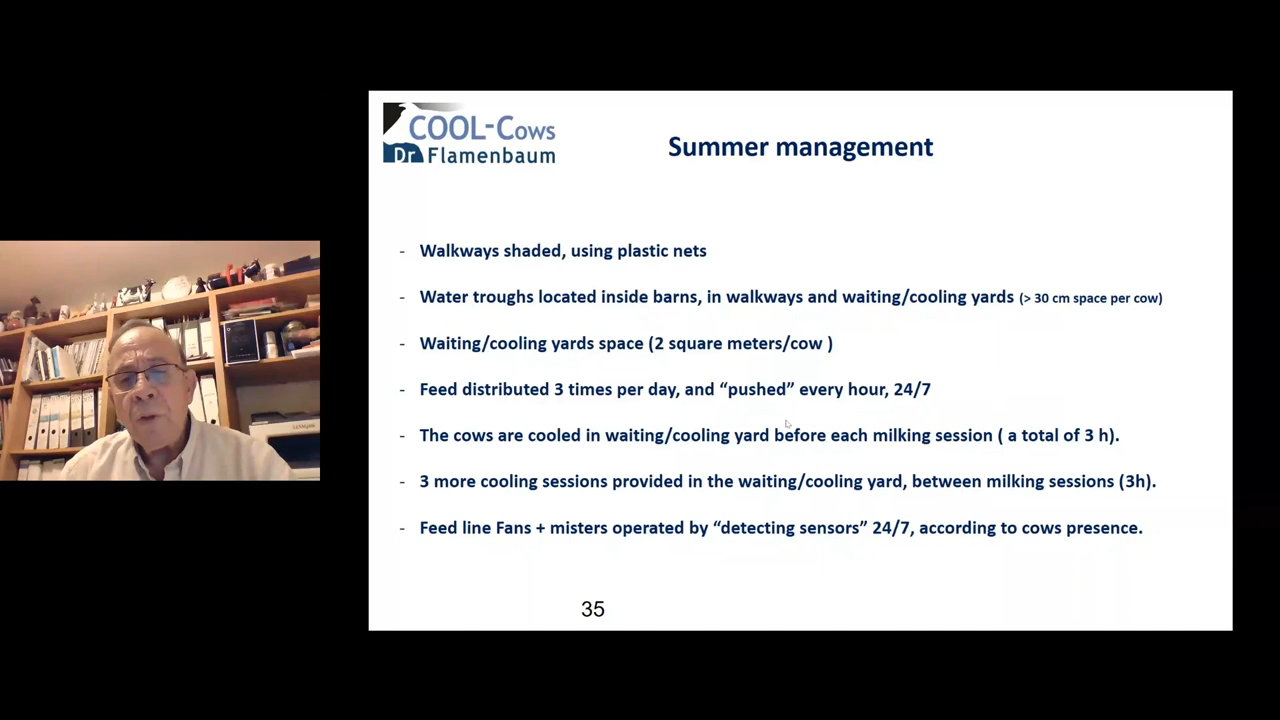 COOL-Cows
Dr Flamenbaum
Summer management
- Walkways shaded, using plastic nets
- Water troughs located inside barns, in walkways and waiting/cooling yards (> 30 cm space per cow)
- Waiting/cooling yards space (2 square meters/cow )
- Feed distributed 3 times per day, and “pushed” every hour, 24/7
- The cows are cooled in waiting/cooling yard before each milking session ( a total of 3 h).
- 3 more cooling sessions provided in the waiting/cooling yard, between milking sessions (3h).
- Feed line Fans + misters operated by “detecting sensors” 24/7, according to cows presence.
35
LEXMARK